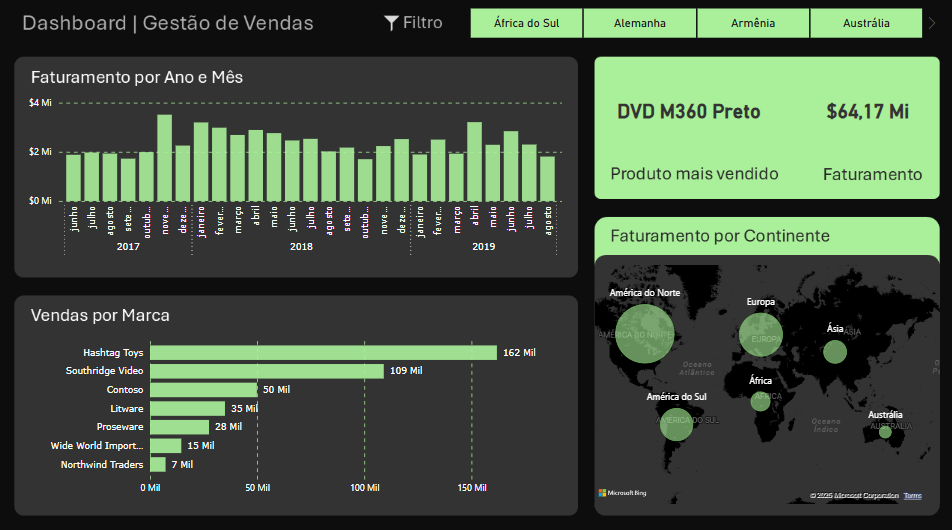 Dashboard | Gestão de Vendas
Filtro
África do Sul
Alemanha
Armênia
Austrália
Faturamento por Ano e Mês
$4 Mi
$2 Mi
$0 Mi
junho
julho
agosto
sete...
outub...
nove...
deze...
janeiro
fever...
março
abril
maio
junho
julho
agosto
sete...
outub...
nove...
deze...
janeiro
fever...
março
abril
maio
junho
julho
agosto
2017
2018
2019
DVD M360 Preto
$64,17 Mi
Produto mais vendido
Faturamento
Vendas por Marca
Hashtag Toys
162 Mil
Southridge Video
109 Mil
Contoso
50 Mil
Litware
35 Mil
Proseware
28 Mil
Wide World Import...
15 Mil
Northwind Traders
7 Mil
0 Mil
50 Mil
100 Mil
150 Mil
Faturamento por Continente
América do Norte
AMÉRICA DO NORTE
Europa
EUROPA
Ásia
ÁSIA
Oceano
Atlântico
África
ÁFRICA
América do Sul
AMÉRICA DO SUL
Austrália
AUSTRÁLIA
Oceano
Índico
Microsoft Bing
© 2025 Microsoft Corporation
Terms